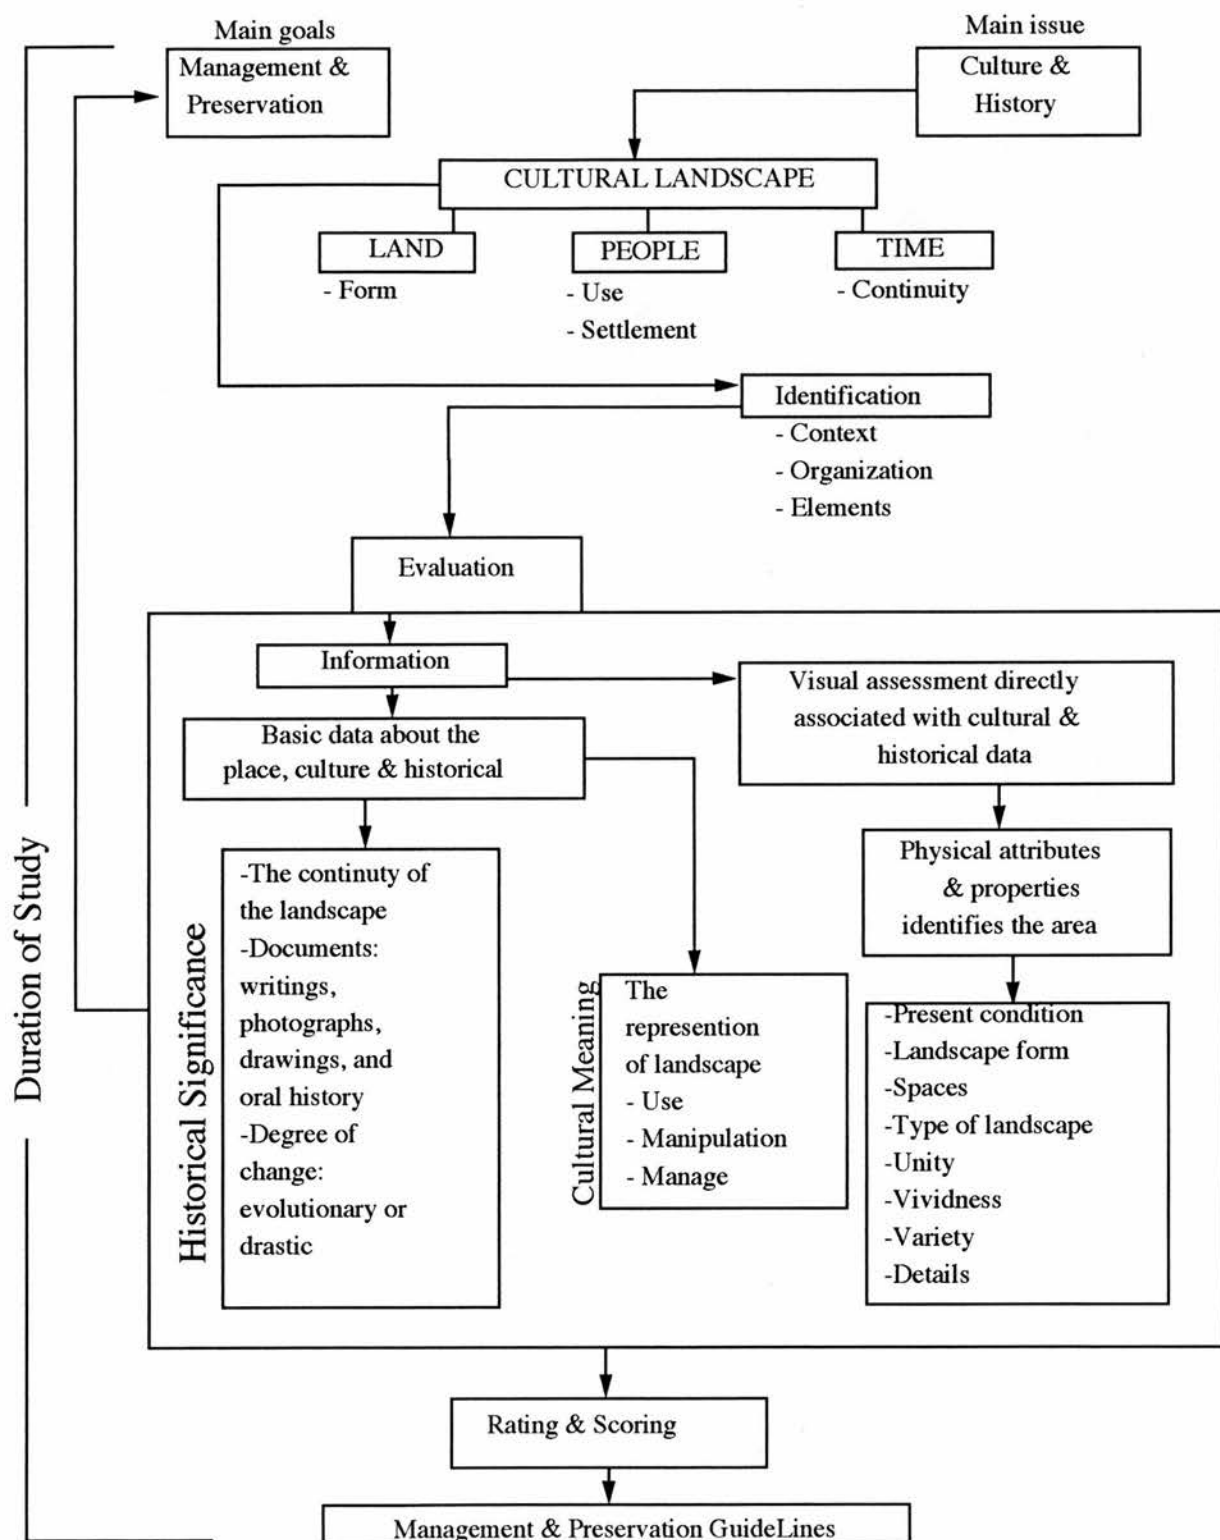 Main goals
Management &
Preservation
Main issue
Culture &
History
CULTURAL LANDSCAPE
LAND
- Form
PEOPLE
- Use
- Settlement
TIME
- Continuity
Identification
- Context
- Organization
- Elements
Evaluation
Information
Basic data about the
place, culture & historical
Visual assessment directly
associated with cultural &
historical data
Physical attributes
& properties
identifies the area
Historical Significance
-The continuty of
the landscape
-Documents:
writings,
photographs,
drawings, and
oral history
-Degree of
change:
evolutionary or
drastic
Cultural Meaning
The
represention
of landscape
- Use
- Manipulation
- Manage
-Present condition
-Landscape form
-Spaces
-Type of landscape
-Unity
-Vividness
-Variety
-Details
Rating & Scoring
Management & Preservation GuideLines
Duration of Study